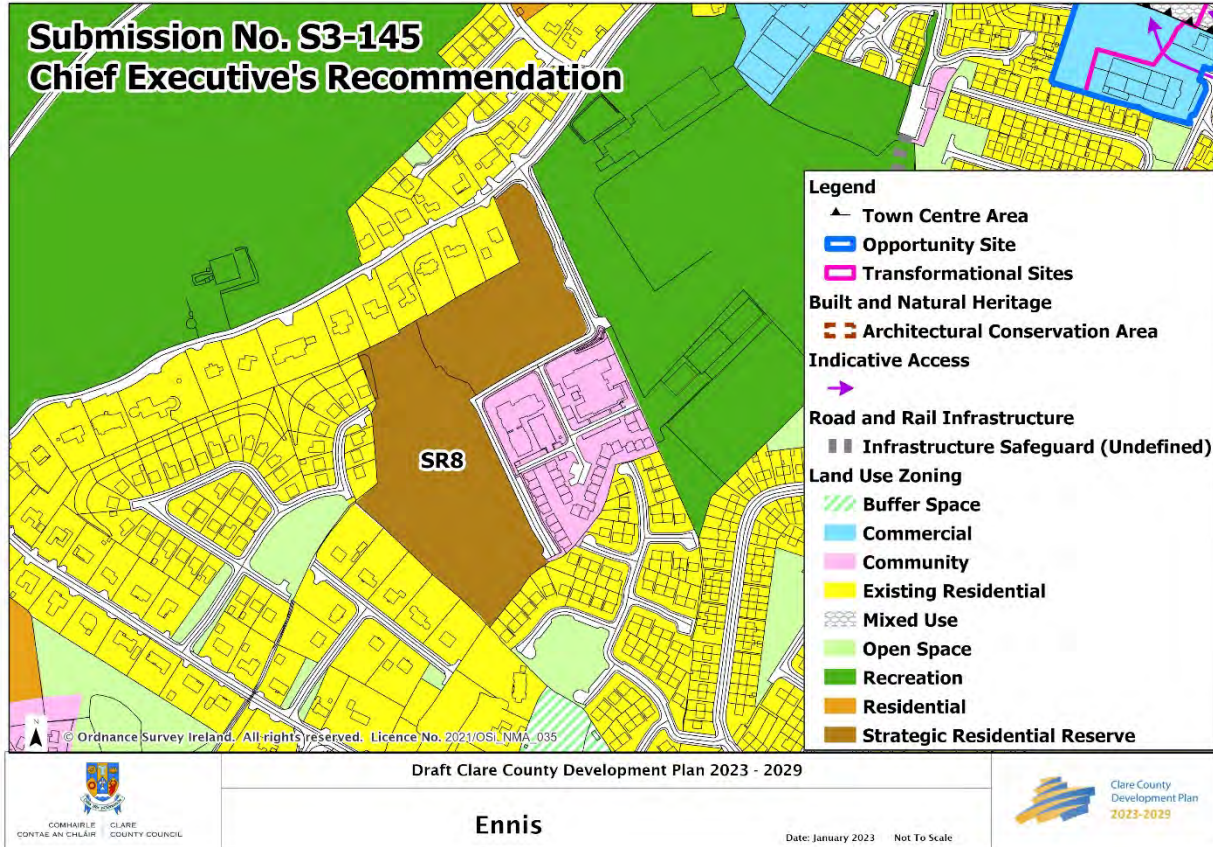 Submission No. S3-145
Chief Executive's Recommendation
SR8
Legend
Town Centre Area
Opportunity Site
Transformational Sites
Built and Natural Heritage
Architectural Conservation Area
Indicative Access
Road and Rail Infrastructure
Infrastructure Safeguard (Undefined)
Land Use Zoning
Buffer Space
Commercial
Community
Existing Residential
Mixed Use
Open Space
Recreation
Residential
Strategic Residential Reserve
N
© Ordnance Survey Ireland. All rights reserved. Licence No. 2021/OSi_NMA_035
COMHAIRLE CONTAE AN CHLÁIR
CLARE COUNTY COUNCIL
Draft Clare County Development Plan 2023 - 2029
Ennis
Date: January 2023 Not To Scale
Clare County
Development Plan
2023-2029